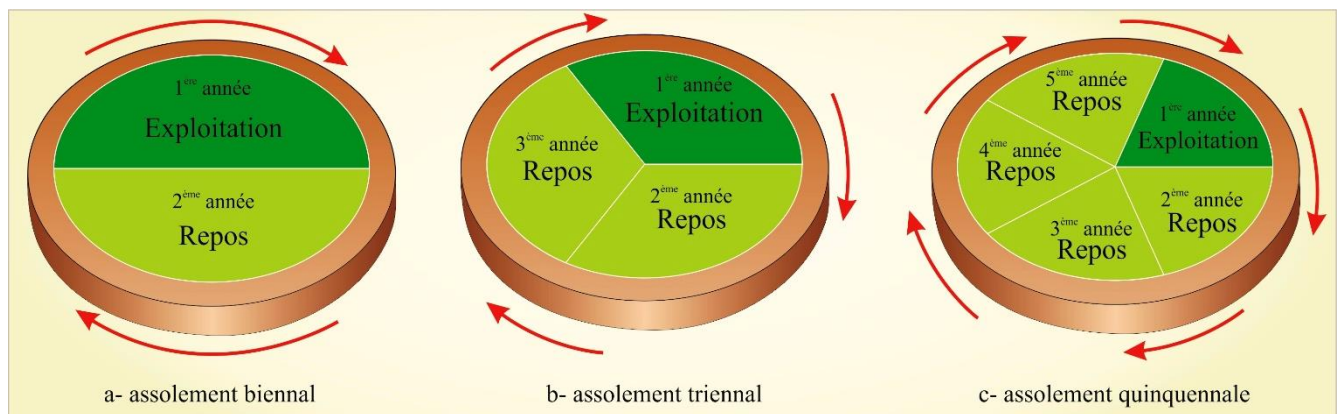 1ère année
Exploitation
2ème année
Repos
a- assolement biennal
1ère année
Exploitation
3ème année
Repos
2ème année
Repos
b- assolement triennal
5ème année
Repos
1ère année
Exploitation
4ème année
Repos
2ème année
Repos
3ème année
Repos
c- assolement quinquennale